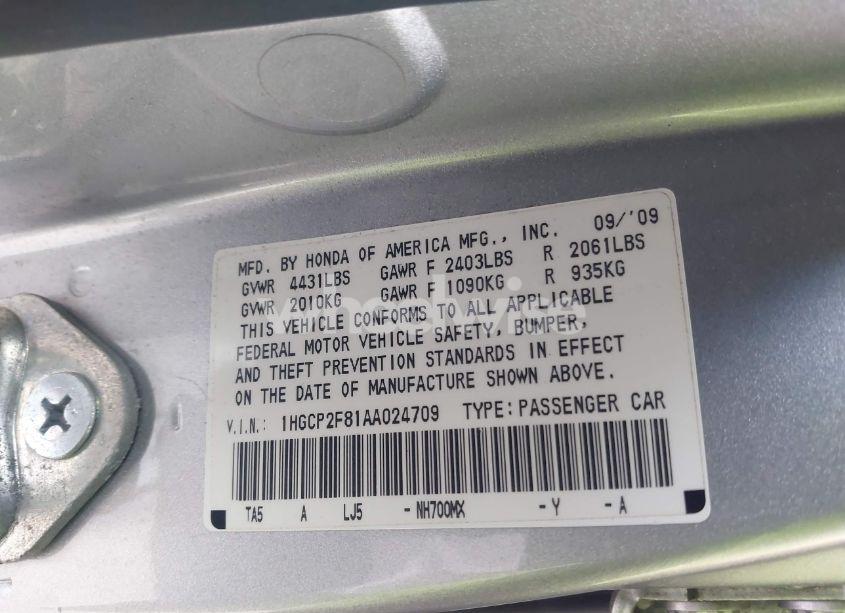 MFD. BY HONDA OF AMERICA MFG., INC. 09/'09
GVWR 4431LBS GAWR F 2403LBS R 2061LBS
GVWR 2010KG GAWR F 1090KG R 935KG
THIS VEHICLE CONFORMS TO ALL APPLICABLE
FEDERAL MOTOR VEHICLE SAFETY, BUMPER,
AND THEFT PREVENTION STANDARDS IN EFFECT
ON THE DATE OF MANUFACTURE SHOWN ABOVE.
V.I.N.: 1HGCP2F81AA024709 TYPE: PASSENGER CAR
TA5 A LJ5 -NH700MX -Y -A